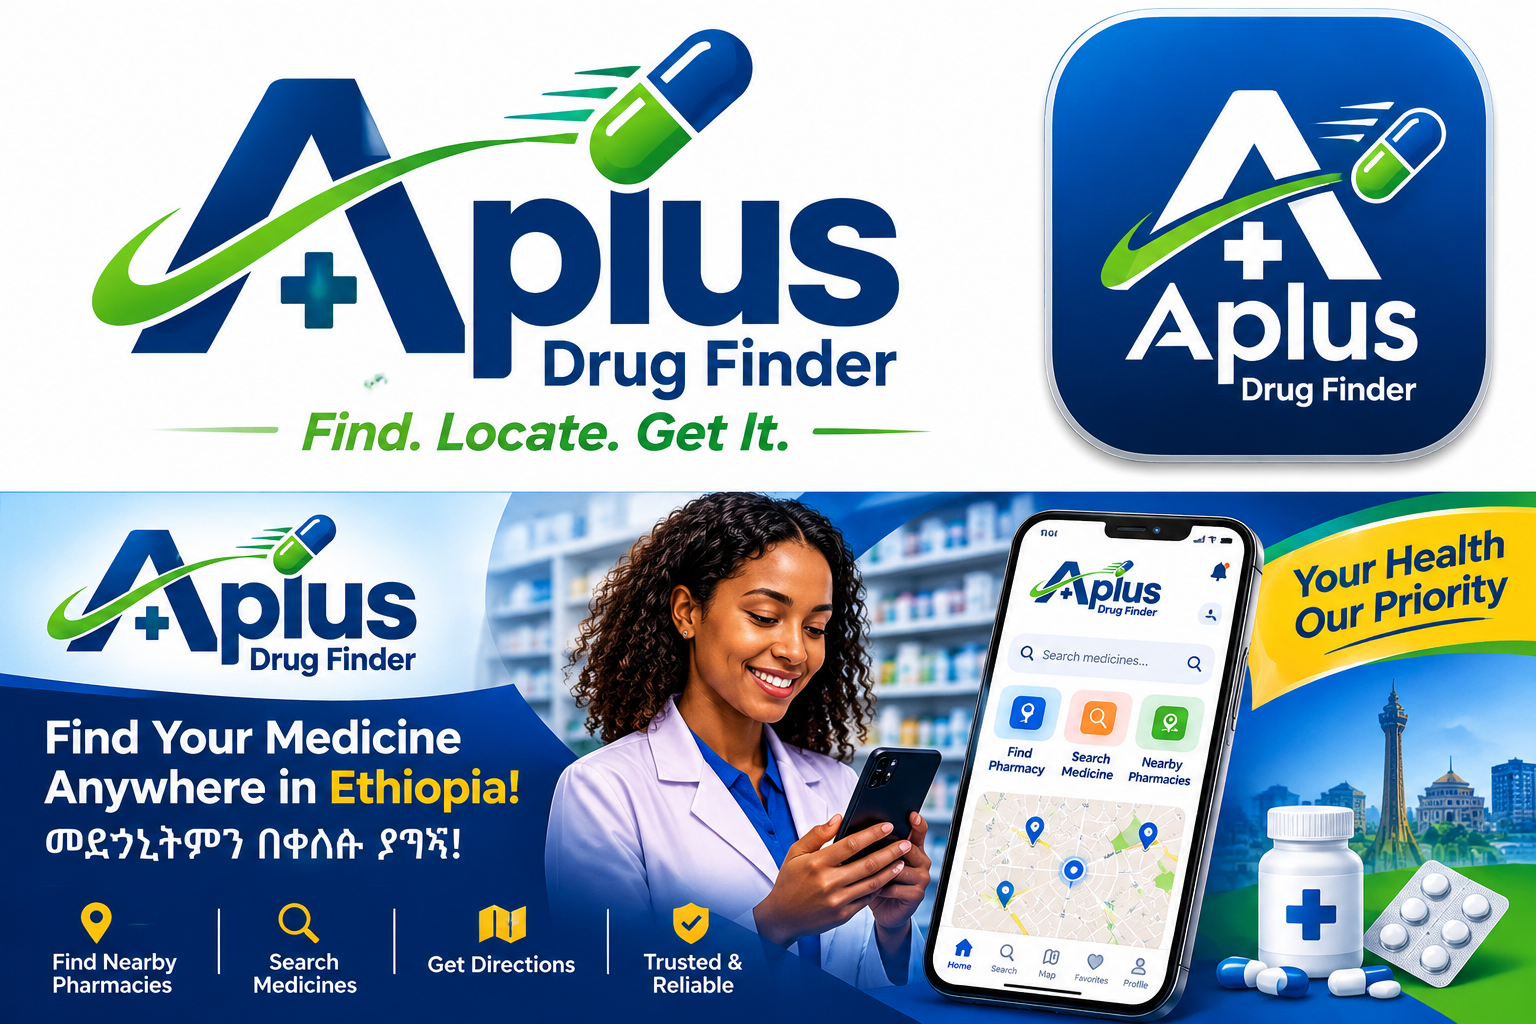 Aplus
Drug Finder
Find. Locate. Get It.
Aplus
Drug Finder
Aplus
Drug Finder
Find Your Medicine
Anywhere in Ethiopia!
በቀለሉ
Find Nearby
Pharmacies
Search
Medicines
Get Directions
Trusted &
Reliable
Aplus
Drug Finder
Search medicines...
Find
Pharmacy
Search
Medicine
Nearby
Pharmacies
Home
Search
Map
Favorites
Profile
Your Health
Our Priority